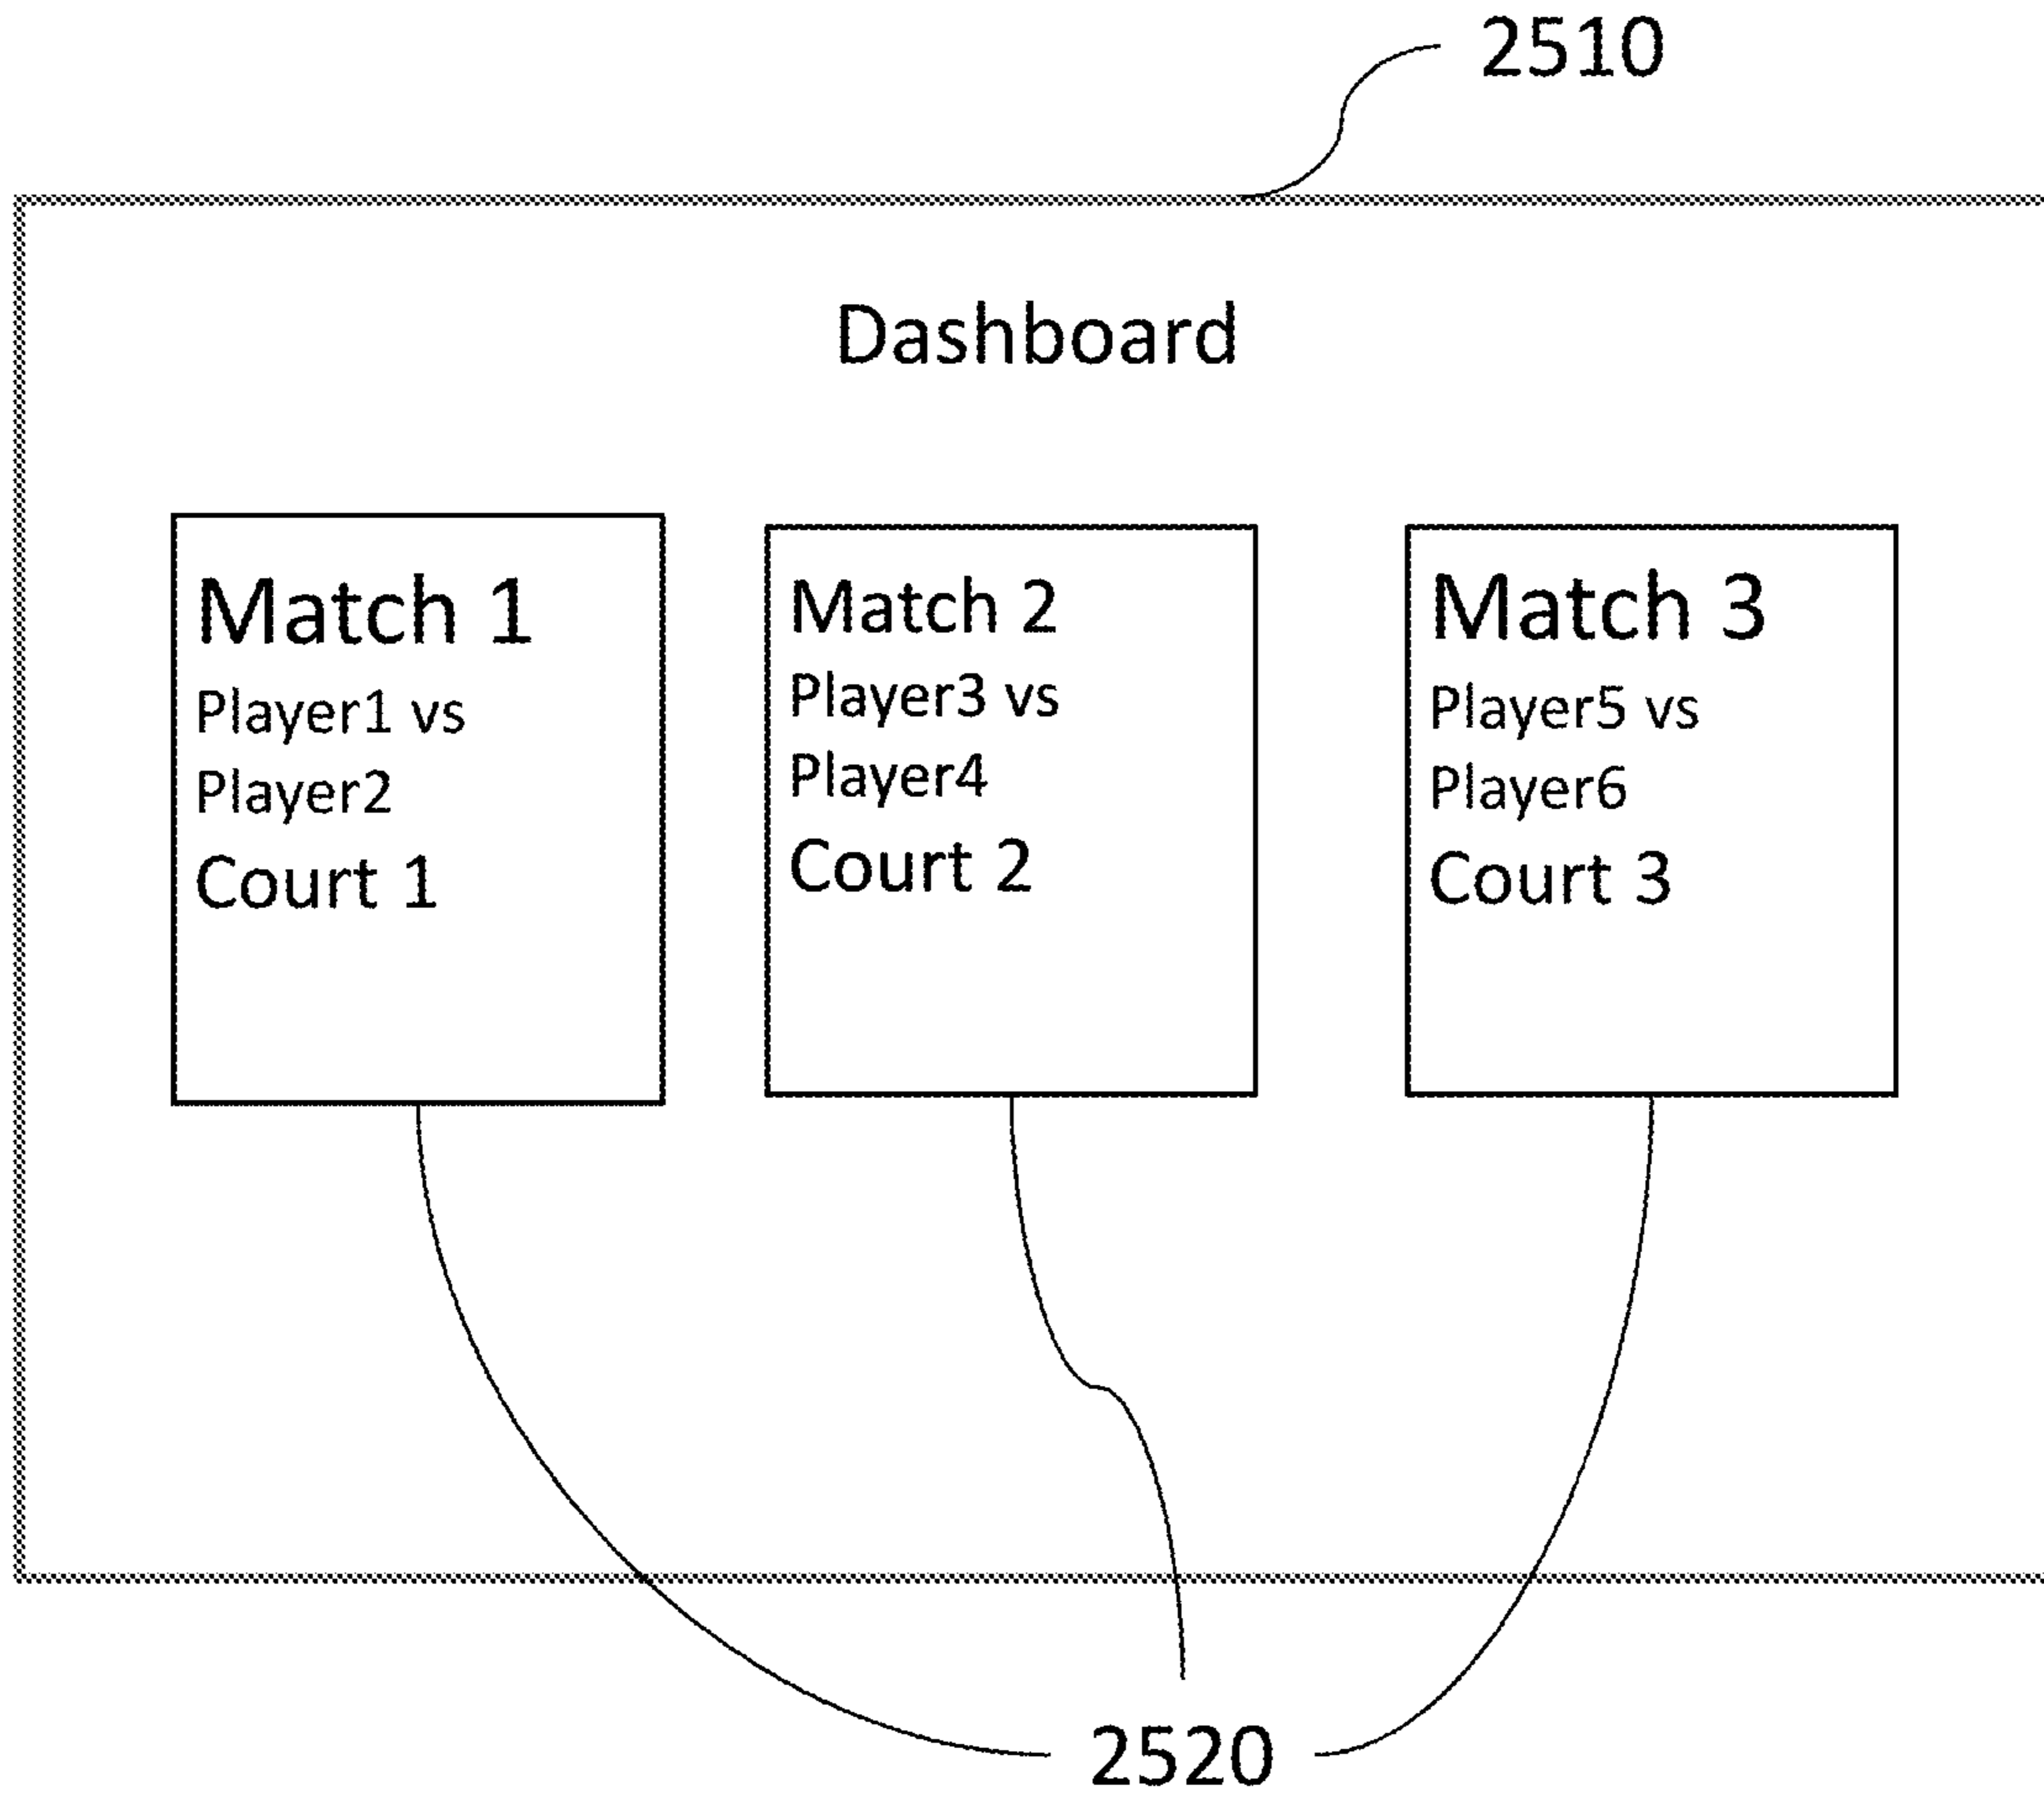 2510
Dashboard
Match 1
Player1 vs
Player2
Court 1
Match 2
Player3 vs
Player4
Court 2
Match 3
Player5 vs
Player6
Court 3
2520